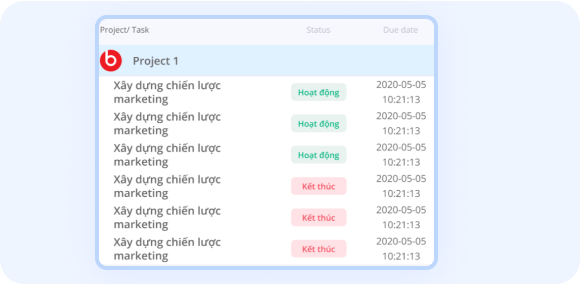 Project/ Task Status Due date
b Project 1
Xây dựng chiến lược marketing Hoạt động 2020-05-05 10:21:13
Xây dựng chiến lược marketing Hoạt động 2020-05-05 10:21:13
Xây dựng chiến lược marketing Hoạt động 2020-05-05 10:21:13
Xây dựng chiến lược marketing Kết thúc 2020-05-05 10:21:13
Xây dựng chiến lược marketing Kết thúc 2020-05-05 10:21:13
Xây dựng chiến lược marketing Kết thúc 2020-05-05 10:21:13